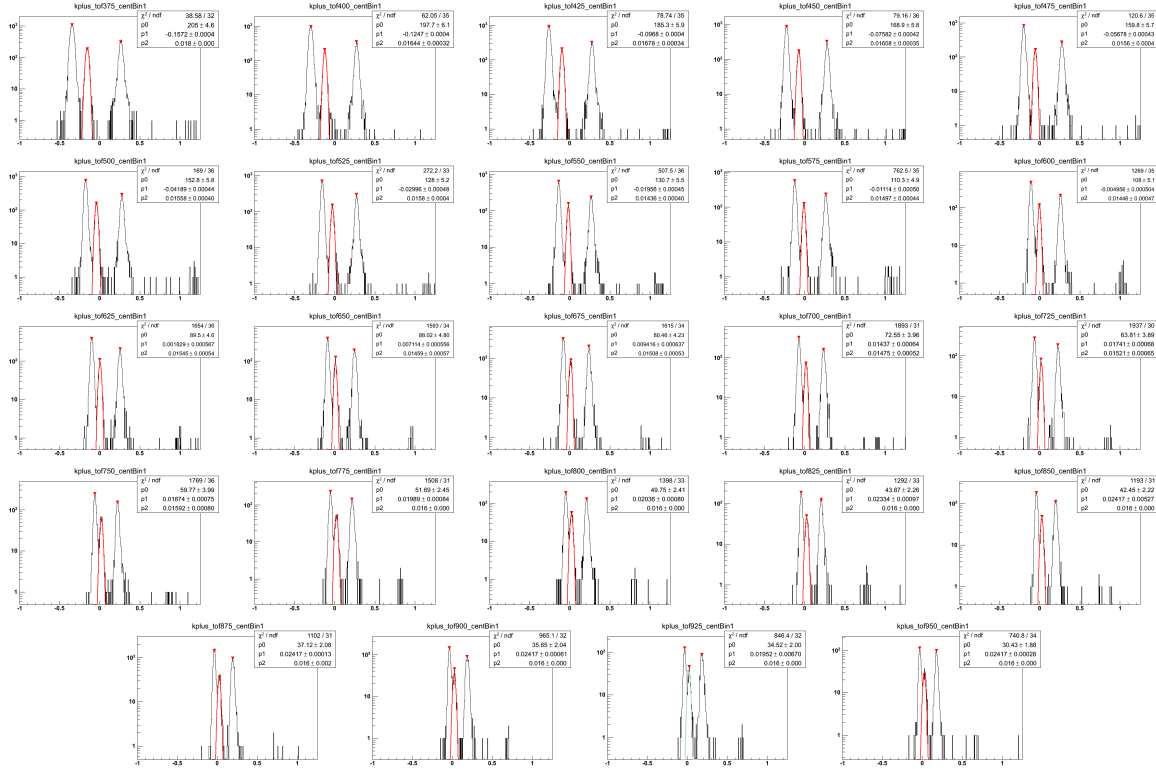 kplus_tof375_centBin1
χ² / ndf 38.58 / 32
p0 205 ± 4.6
p1 -0.1572 ± 0.0004
p2 0.018 ± 0.000
kplus_tof400_centBin1
χ² / ndf 62.05 / 35
p0 197.7 ± 6.1
p1 -0.1247 ± 0.0004
p2 0.01644 ± 0.00032
kplus_tof425_centBin1
χ² / ndf 78.74 / 35
p0 185.3 ± 5.9
p1 -0.0968 ± 0.0004
p2 0.01678 ± 0.00034
kplus_tof450_centBin1
χ² / ndf 79.16 / 36
p0 168.9 ± 5.8
p1 -0.07582 ± 0.00042
p2 0.01608 ± 0.00035
kplus_tof475_centBin1
χ² / ndf 120.6 / 35
p0 159.8 ± 5.7
p1 -0.05678 ± 0.00043
p2 0.0156 ± 0.0004
kplus_tof500_centBin1
χ² / ndf 169 / 36
p0 152.8 ± 5.8
p1 -0.04189 ± 0.00044
p2 0.01558 ± 0.00040
kplus_tof525_centBin1
χ² / ndf 272.2 / 33
p0 128 ± 5.2
p1 -0.02996 ± 0.00048
p2 0.0158 ± 0.0004
kplus_tof550_centBin1
χ² / ndf 507.5 / 36
p0 130.7 ± 5.5
p1 -0.01956 ± 0.00045
p2 0.01436 ± 0.00040
kplus_tof575_centBin1
χ² / ndf 762.5 / 35
p0 110.3 ± 4.9
p1 -0.01114 ± 0.00050
p2 0.01497 ± 0.00044
kplus_tof600_centBin1
χ² / ndf 1269 / 35
p0 108 ± 5.1
p1 -0.004956 ± 0.000504
p2 0.01446 ± 0.00047
kplus_tof625_centBin1
χ² / ndf 1654 / 36
p0 89.5 ± 4.6
p1 0.001829 ± 0.000567
p2 0.01545 ± 0.00054
kplus_tof650_centBin1
χ² / ndf 1593 / 34
p0 88.02 ± 4.80
p1 0.007114 ± 0.000556
p2 0.01459 ± 0.00057
kplus_tof675_centBin1
χ² / ndf 1615 / 34
p0 80.46 ± 4.23
p1 0.009416 ± 0.000637
p2 0.01508 ± 0.00053
kplus_tof700_centBin1
χ² / ndf 1893 / 31
p0 72.55 ± 3.96
p1 0.01437 ± 0.00064
p2 0.01475 ± 0.00052
kplus_tof725_centBin1
χ² / ndf 1937 / 30
p0 63.81 ± 3.89
p1 0.01741 ± 0.00068
p2 0.01521 ± 0.00065
kplus_tof750_centBin1
χ² / ndf 1769 / 36
p0 59.77 ± 3.99
p1 0.01874 ± 0.00075
p2 0.01592 ± 0.00080
kplus_tof775_centBin1
χ² / ndf 1508 / 31
p0 51.69 ± 2.45
p1 0.01989 ± 0.00084
p2 0.016 ± 0.000
kplus_tof800_centBin1
χ² / ndf 1398 / 33
p0 49.75 ± 2.41
p1 0.02036 ± 0.00080
p2 0.016 ± 0.000
kplus_tof825_centBin1
χ² / ndf 1292 / 33
p0 43.87 ± 2.26
p1 0.02334 ± 0.00097
p2 0.016 ± 0.000
kplus_tof850_centBin1
χ² / ndf 1193 / 31
p0 42.45 ± 2.22
p1 0.02417 ± 0.00527
p2 0.016 ± 0.000
kplus_tof875_centBin1
χ² / ndf 1102 / 31
p0 37.12 ± 2.08
p1 0.02417 ± 0.00013
p2 0.016 ± 0.002
kplus_tof900_centBin1
χ² / ndf 965.1 / 32
p0 35.65 ± 2.04
p1 0.02417 ± 0.00061
p2 0.016 ± 0.000
kplus_tof925_centBin1
χ² / ndf 846.4 / 32
p0 34.52 ± 2.00
p1 0.01952 ± 0.00670
p2 0.016 ± 0.000
kplus_tof950_centBin1
χ² / ndf 740.8 / 34
p0 30.43 ± 1.88
p1 0.02417 ± 0.00028
p2 0.016 ± 0.000